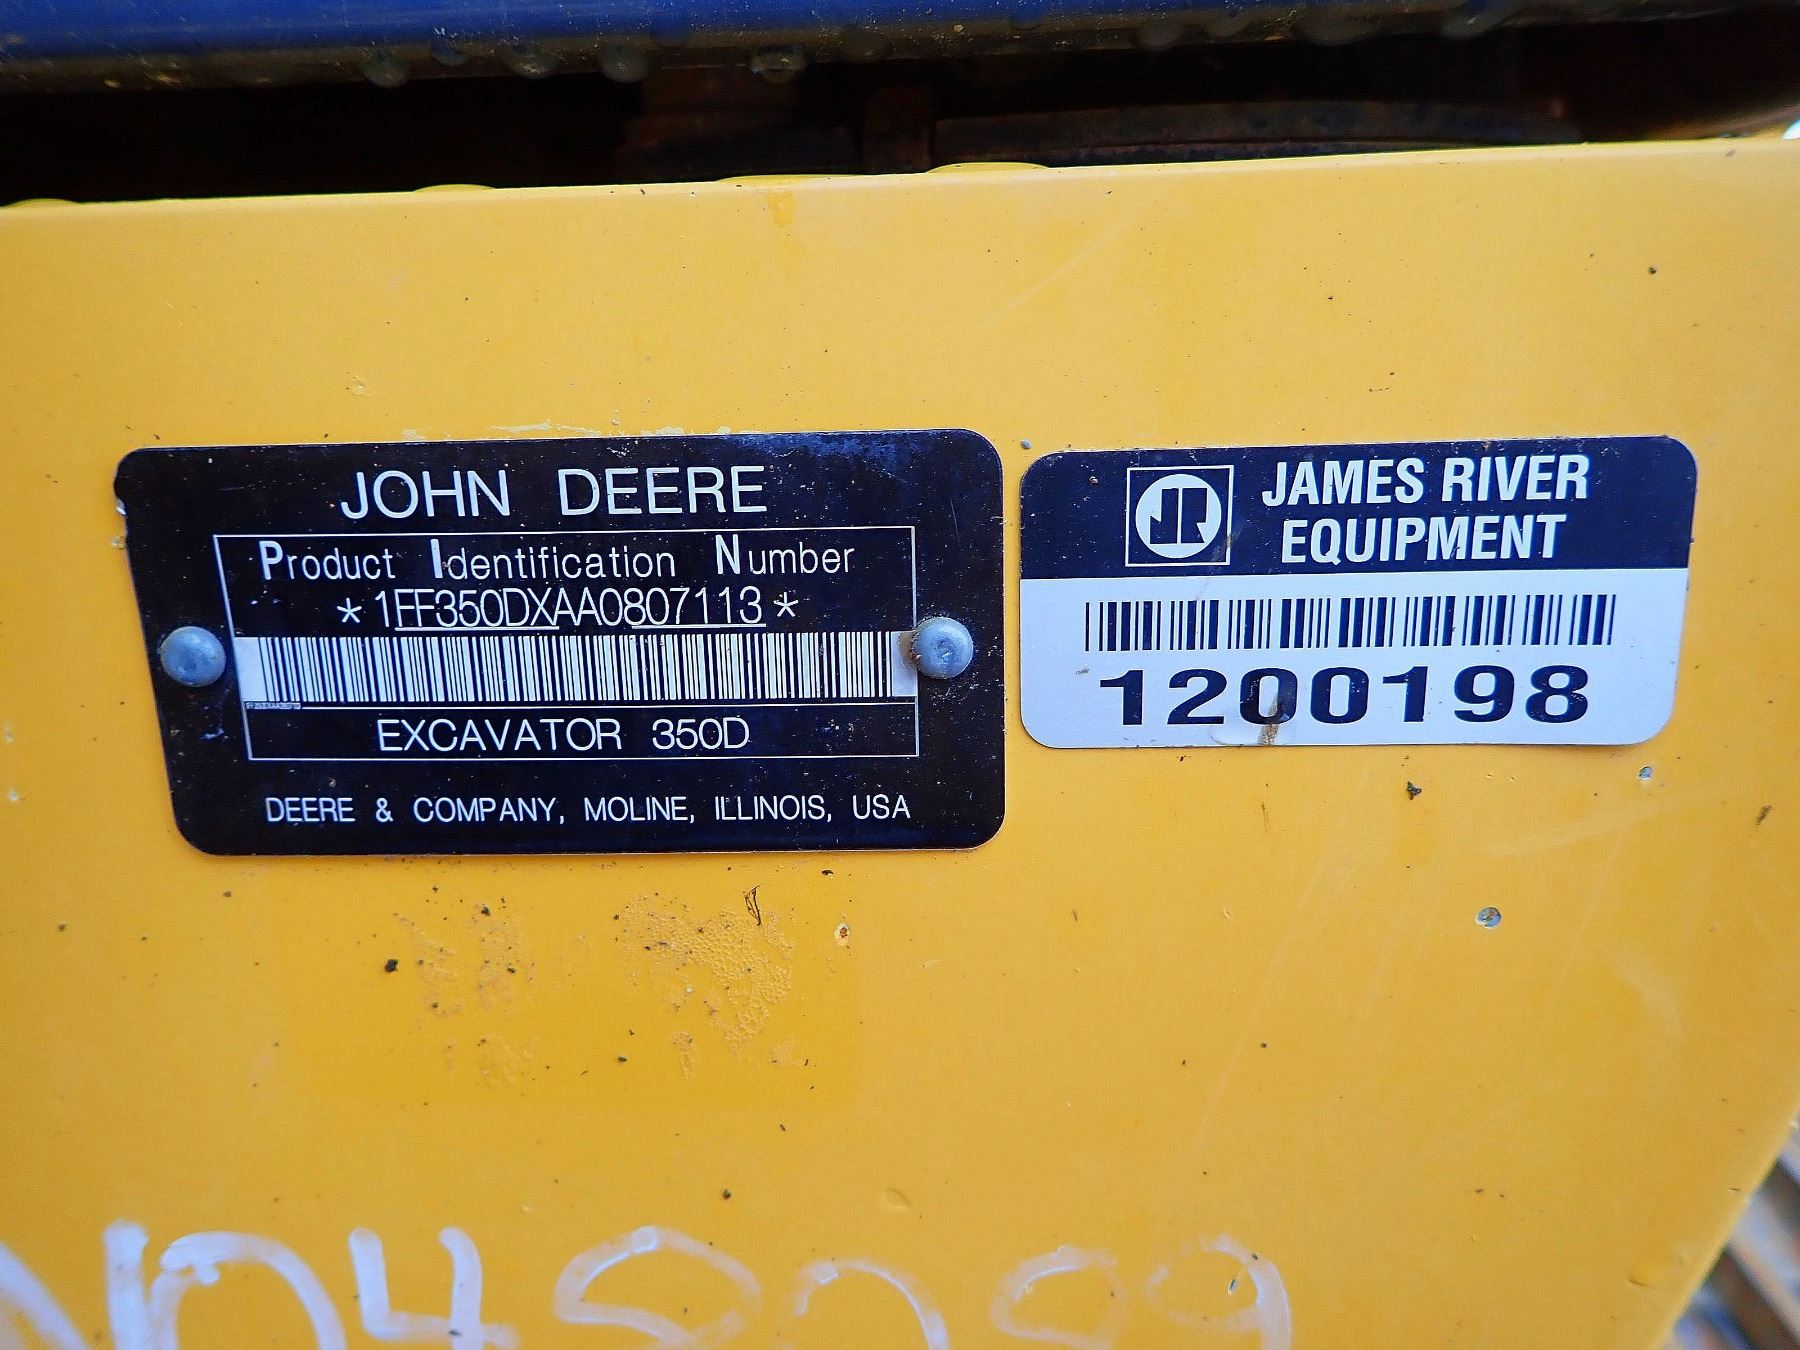 JOHN DEERE
Product Identification Number
*1FF350DXAA0807113*
EXCAVATOR 350D
DEERE & COMPANY, MOLINE, ILLINOIS, USA
JR
JAMES RIVER
EQUIPMENT
1200198